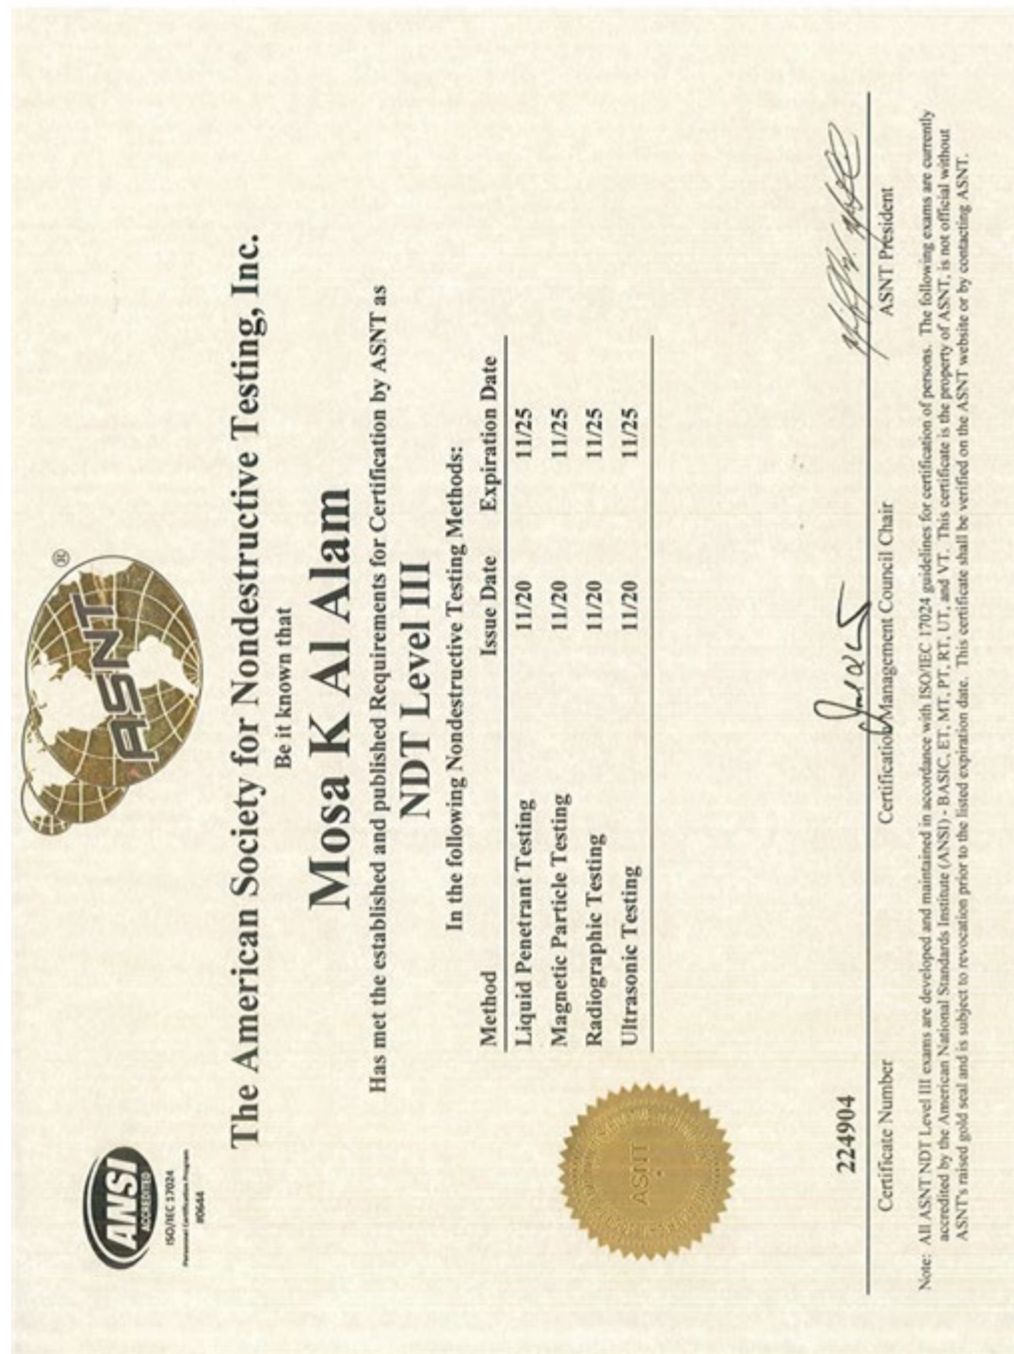 ANSI
ACCREDITED
ISO/IEC 17024
Personnel Certification Program
#0644
ASNT
®
The American Society for Nondestructive Testing, Inc.
Be it known that
Mosa K Al Alam
Has met the established and published Requirements for Certification by ASNT as
NDT Level III
In the following Nondestructive Testing Methods:
Method Issue Date Expiration Date
Liquid Penetrant Testing 11/20 11/25
Magnetic Particle Testing 11/20 11/25
Radiographic Testing 11/20 11/25
Ultrasonic Testing 11/20 11/25
ASNT
224904
Certificate Number Certification Management Council Chair ASNT President
Note: All ASNT NDT Level III exams are developed and maintained in accordance with ISO/IEC 17024 guidelines for certification of persons. The following exams are currently
accredited by the American National Standards Institute (ANSI) - BASIC, ET, MT, PT, RT, UT, and VT. This certificate is the property of ASNT, is not official without
ASNT's raised gold seal and is subject to revocation prior to the listed expiration date. This certificate shall be verified on the ASNT website or by contacting ASNT.